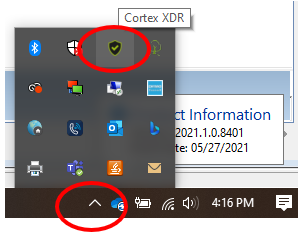 Cortex XDR
ct Information
2021.1.0.8401
te: 05/27/2021
4:16 PM